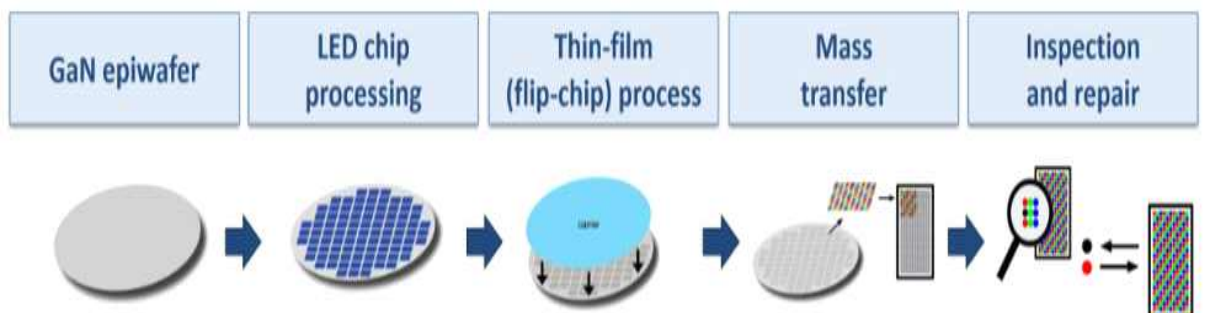 GaN epiwafer
LED chip
processing
Thin-film
(flip-chip) process
Mass
transfer
Inspection
and repair